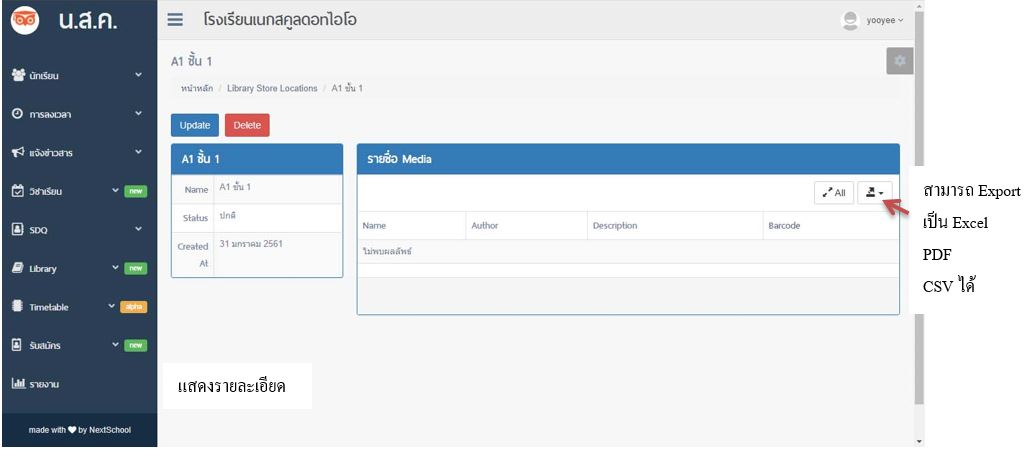 น.ส.ค.
โรงเรียนเนกสคูลดอทไอโอ
yooyee
นักเรียน
การลงเวลา
แจ้งข่าวสาร
วิชาเรียน new
SDQ
Library new
Timetable alpha
รับสมัคร new
รายงาน
made with by NextSchool
A1 ชั้น 1
หน้าหลัก / Library Store Locations / A1 ชั้น 1
Update Delete
A1 ชั้น 1
Name A1 ชั้น 1
Status ปกติ
Created 31 มกราคม 2561
At
รายชื่อ Media
All
Name Author Description Barcode
ไม่พบผลลัพธ์
แสดงรายละเอียด
สามารถ Export
เป็น Excel
PDF
CSV ได้